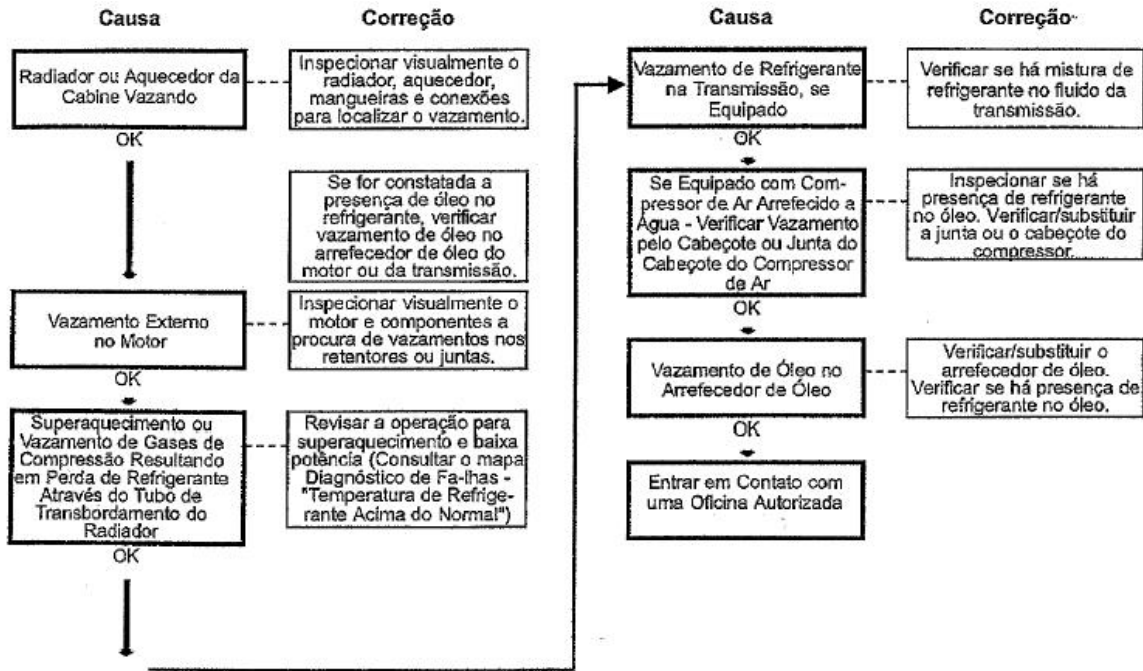 Causa
Correção
Radiador ou Aquecedor da
Cabine Vazando
Inspecionar visualmente o
radiador, aquecedor,
mangueiras e conexões
para localizar o vazamento.
OK
Se for constatada a
presença de óleo no
refrigerante, verificar
vazamento de óleo no
arrefecedor de óleo do
motor ou da transmissão.
Vazamento Externo
no Motor
Inspecionar visualmente o
motor e componentes a
procura de vazamentos nos
retentores ou juntas.
OK
Superaquecimento ou
Vazamento de Gases de
Compressão Resultando
em Perda de Refrigerante
Através do Tubo de
Transbordamento do
Radiador
Revisar a operação para
superaquecimento e baixa
potência (Consultar o mapa
Diagnóstico de Fa-lhas -
"Temperatura de Refrige-
rante Acima do Normal")
OK
Causa
Correção
Vazamento de Refrigerante
na Transmissão, se
Equipado
Verificar se há mistura de
refrigerante no fluido da
transmissão.
OK
Se Equipado com Com-
pressor de Ar Arrefecido a
Água - Verificar Vazamento
pelo Cabeçote ou Junta do
Cabeçote do Compressor
de Ar
Inspecionar se há
presença de refrigerante
no óleo. Verificar/substituir
a junta ou o cabeçote do
compressor.
OK
Vazamento de Óleo no
Arrefecedor de Óleo
Verificar/substituir o
arrefecedor de óleo.
Verificar se há presença de
refrigerante no óleo.
OK
Entrar em Contato com
uma Oficina Autorizada